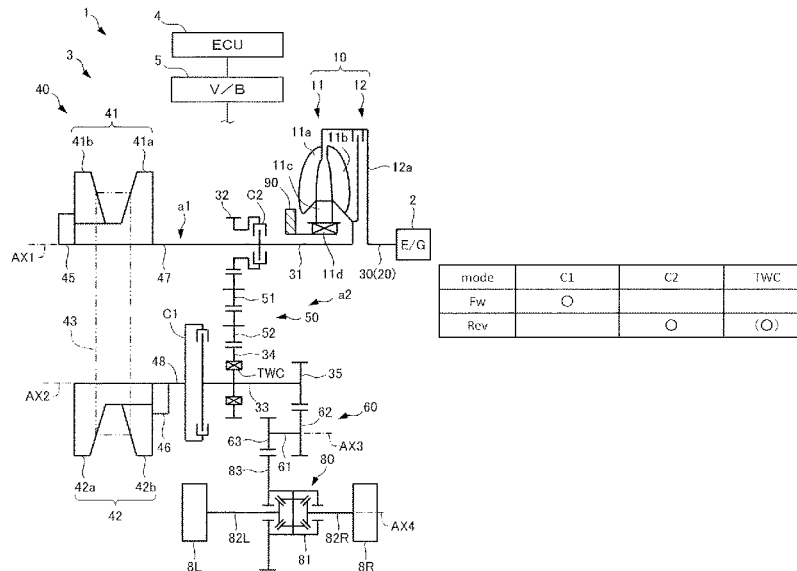 1
3
40
4
ECU
5
V/B
10
11 12
11a 11b
11c
12a
41
41b 41a
90
2
E/G
32 C2
a1
AX1
45 47
31 11d 30(20)
51
a2
50
52
43
C1
34
TWC
35
48
AX2
33
62 60
46
63 61 AX3
83 80
42a 42b
42
82L 82R AX4
81
8L 8R
mode C1 C2 TWC
Fw ○
Rev ○ (○)